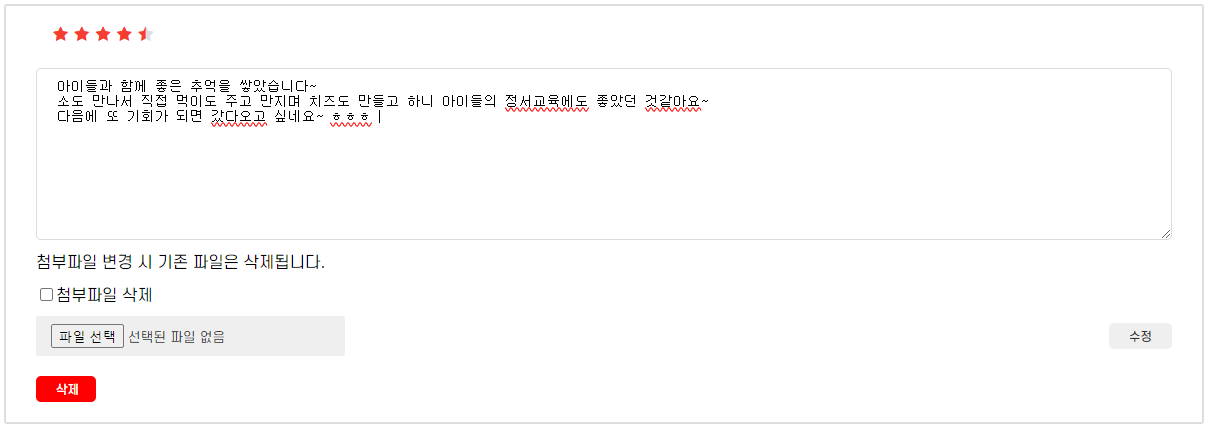 아이들과 함께 좋은 추억을 쌓았습니다~
소도 만나서 직접 먹이도 주고 만지며 치즈도 만들고 하니 아이들의 정서교육에도 좋았던 것같아요~
다음에 또 기회가 되면 갔다오고 싶네요~ ㅎㅎㅎ
첨부파일 변경 시 기존 파일은 삭제됩니다.
첨부파일 삭제
파일 선택 선택된 파일 없음
수정
삭제